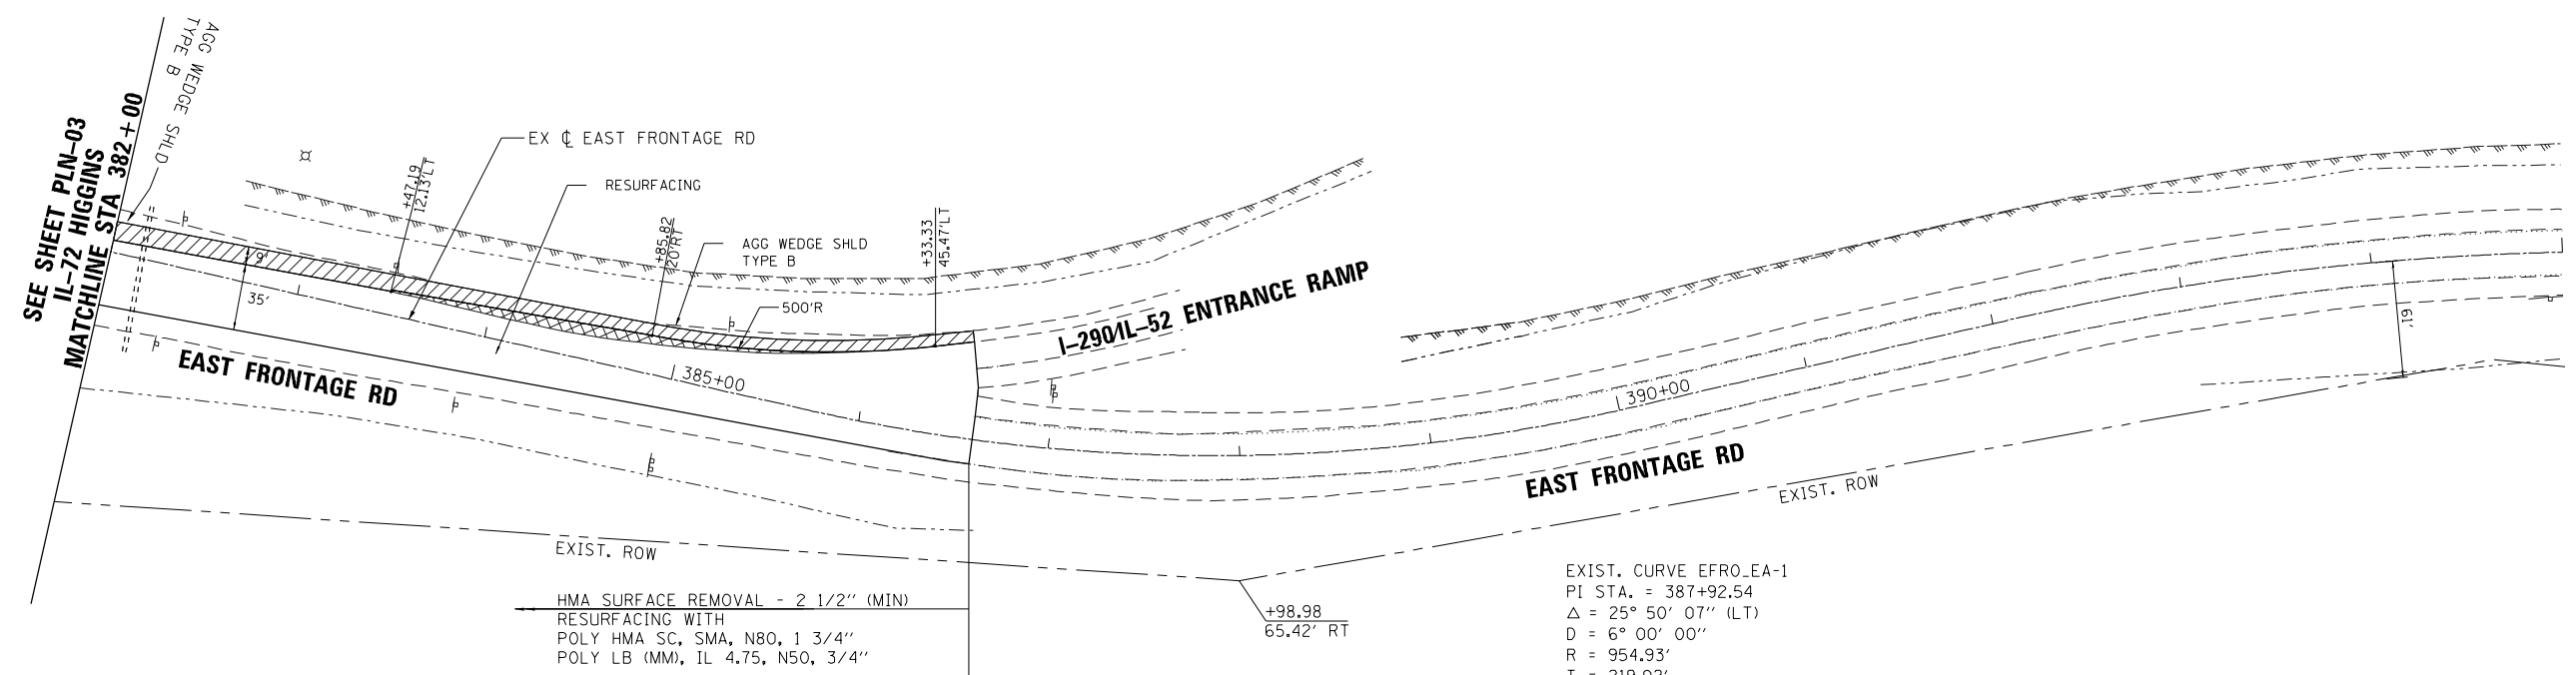 AGG WEDGE SHLD
TYPE B
SEE SHEET PLN-03
IL-72 HIGGINS
MATCHLINE STA 382+00
EX ℄ EAST FRONTAGE RD
RESURFACING
+47.19
12.13'LT
+85.82
20'RT
AGG WEDGE SHLD
TYPE B
500'R
+33.33
45.47'LT
9'
35'
I-290/IL-52 ENTRANCE RAMP
EAST FRONTAGE RD
385+00
390+00
61'
EAST FRONTAGE RD
EXIST. ROW
EXIST. ROW
HMA SURFACE REMOVAL - 2 1/2" (MIN)
RESURFACING WITH
POLY HMA SC, SMA, N80, 1 3/4"
POLY LB (MM), IL 4.75, N50, 3/4"
+98.98
65.42' RT
EXIST. CURVE EFRO_EA-1
PI STA. = 387+92.54
Δ = 25° 50' 07" (LT)
D = 6° 00' 00"
R = 954.93'